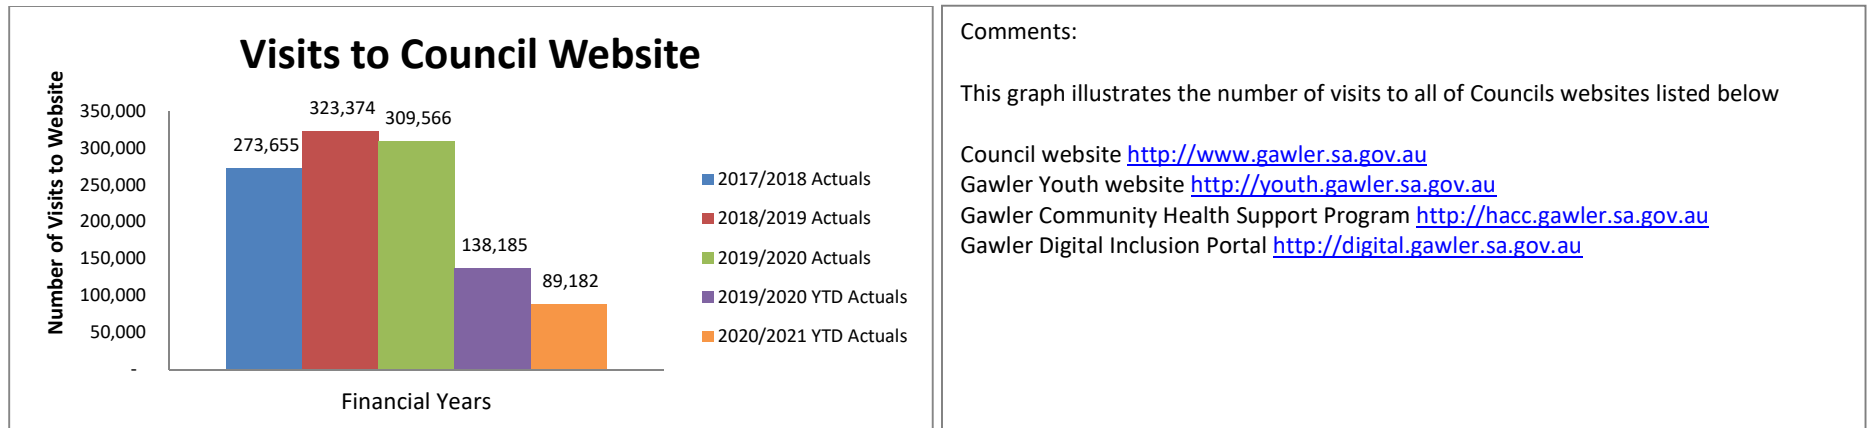 Visits to Council Website
Number of Visits to Website
350,000
300,000
250,000
200,000
150,000
100,000
50,000
-
273,655
323,374
309,566
138,185
89,182
Financial Years
2017/2018 Actuals
2018/2019 Actuals
2019/2020 Actuals
2019/2020 YTD Actuals
2020/2021 YTD Actuals
Comments:
This graph illustrates the number of visits to all of Councils websites listed below
Council website http://www.gawler.sa.gov.au
Gawler Youth website http://youth.gawler.sa.gov.au
Gawler Community Health Support Program http://hacc.gawler.sa.gov.au
Gawler Digital Inclusion Portal http://digital.gawler.sa.gov.au